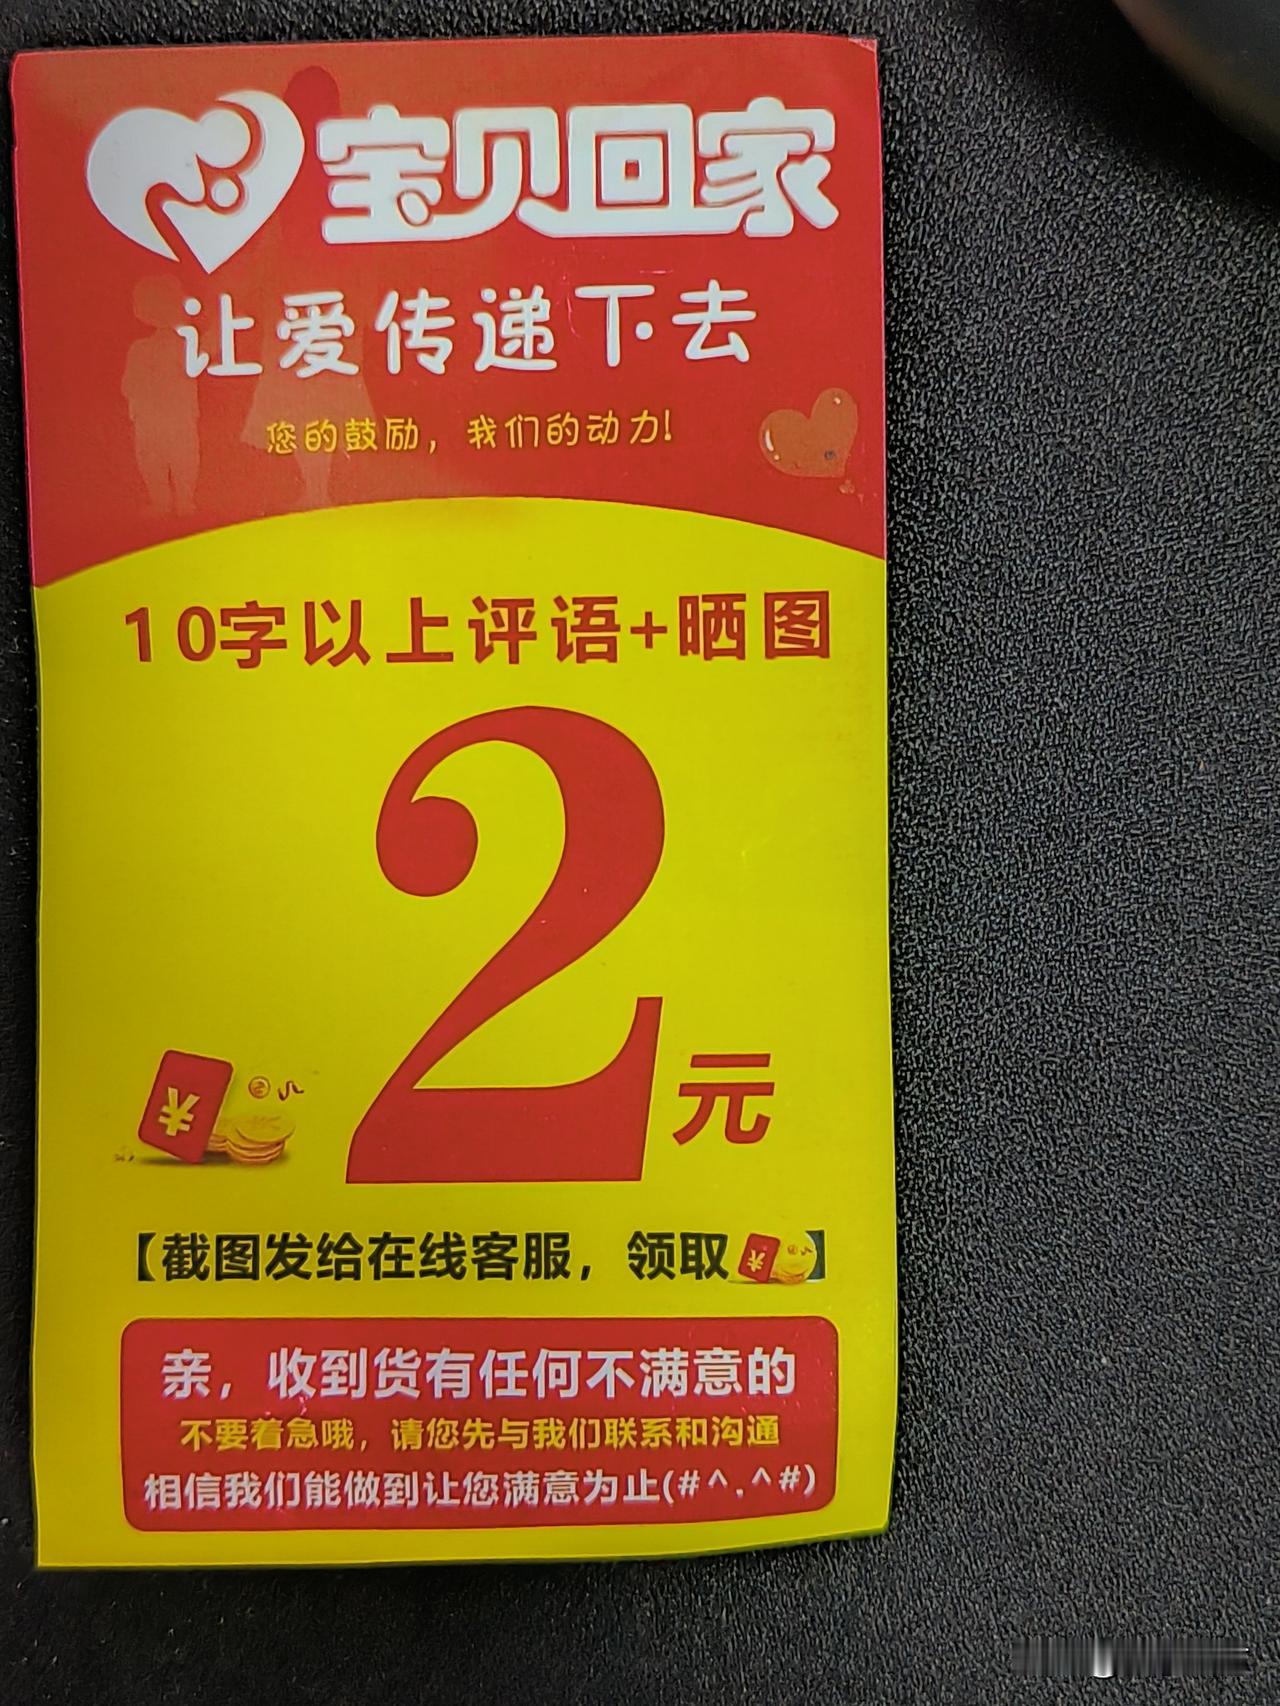 宝贝回家
让爱传递下去
您的鼓励，我们的动力!
10字以上评语+晒图
2元
【截图发给在线客服，领取】
亲，收到货有任何不满意的
不要着急哦，请您先与我们联系和沟通
相信我们能做到让您满意为止(#^.^#)